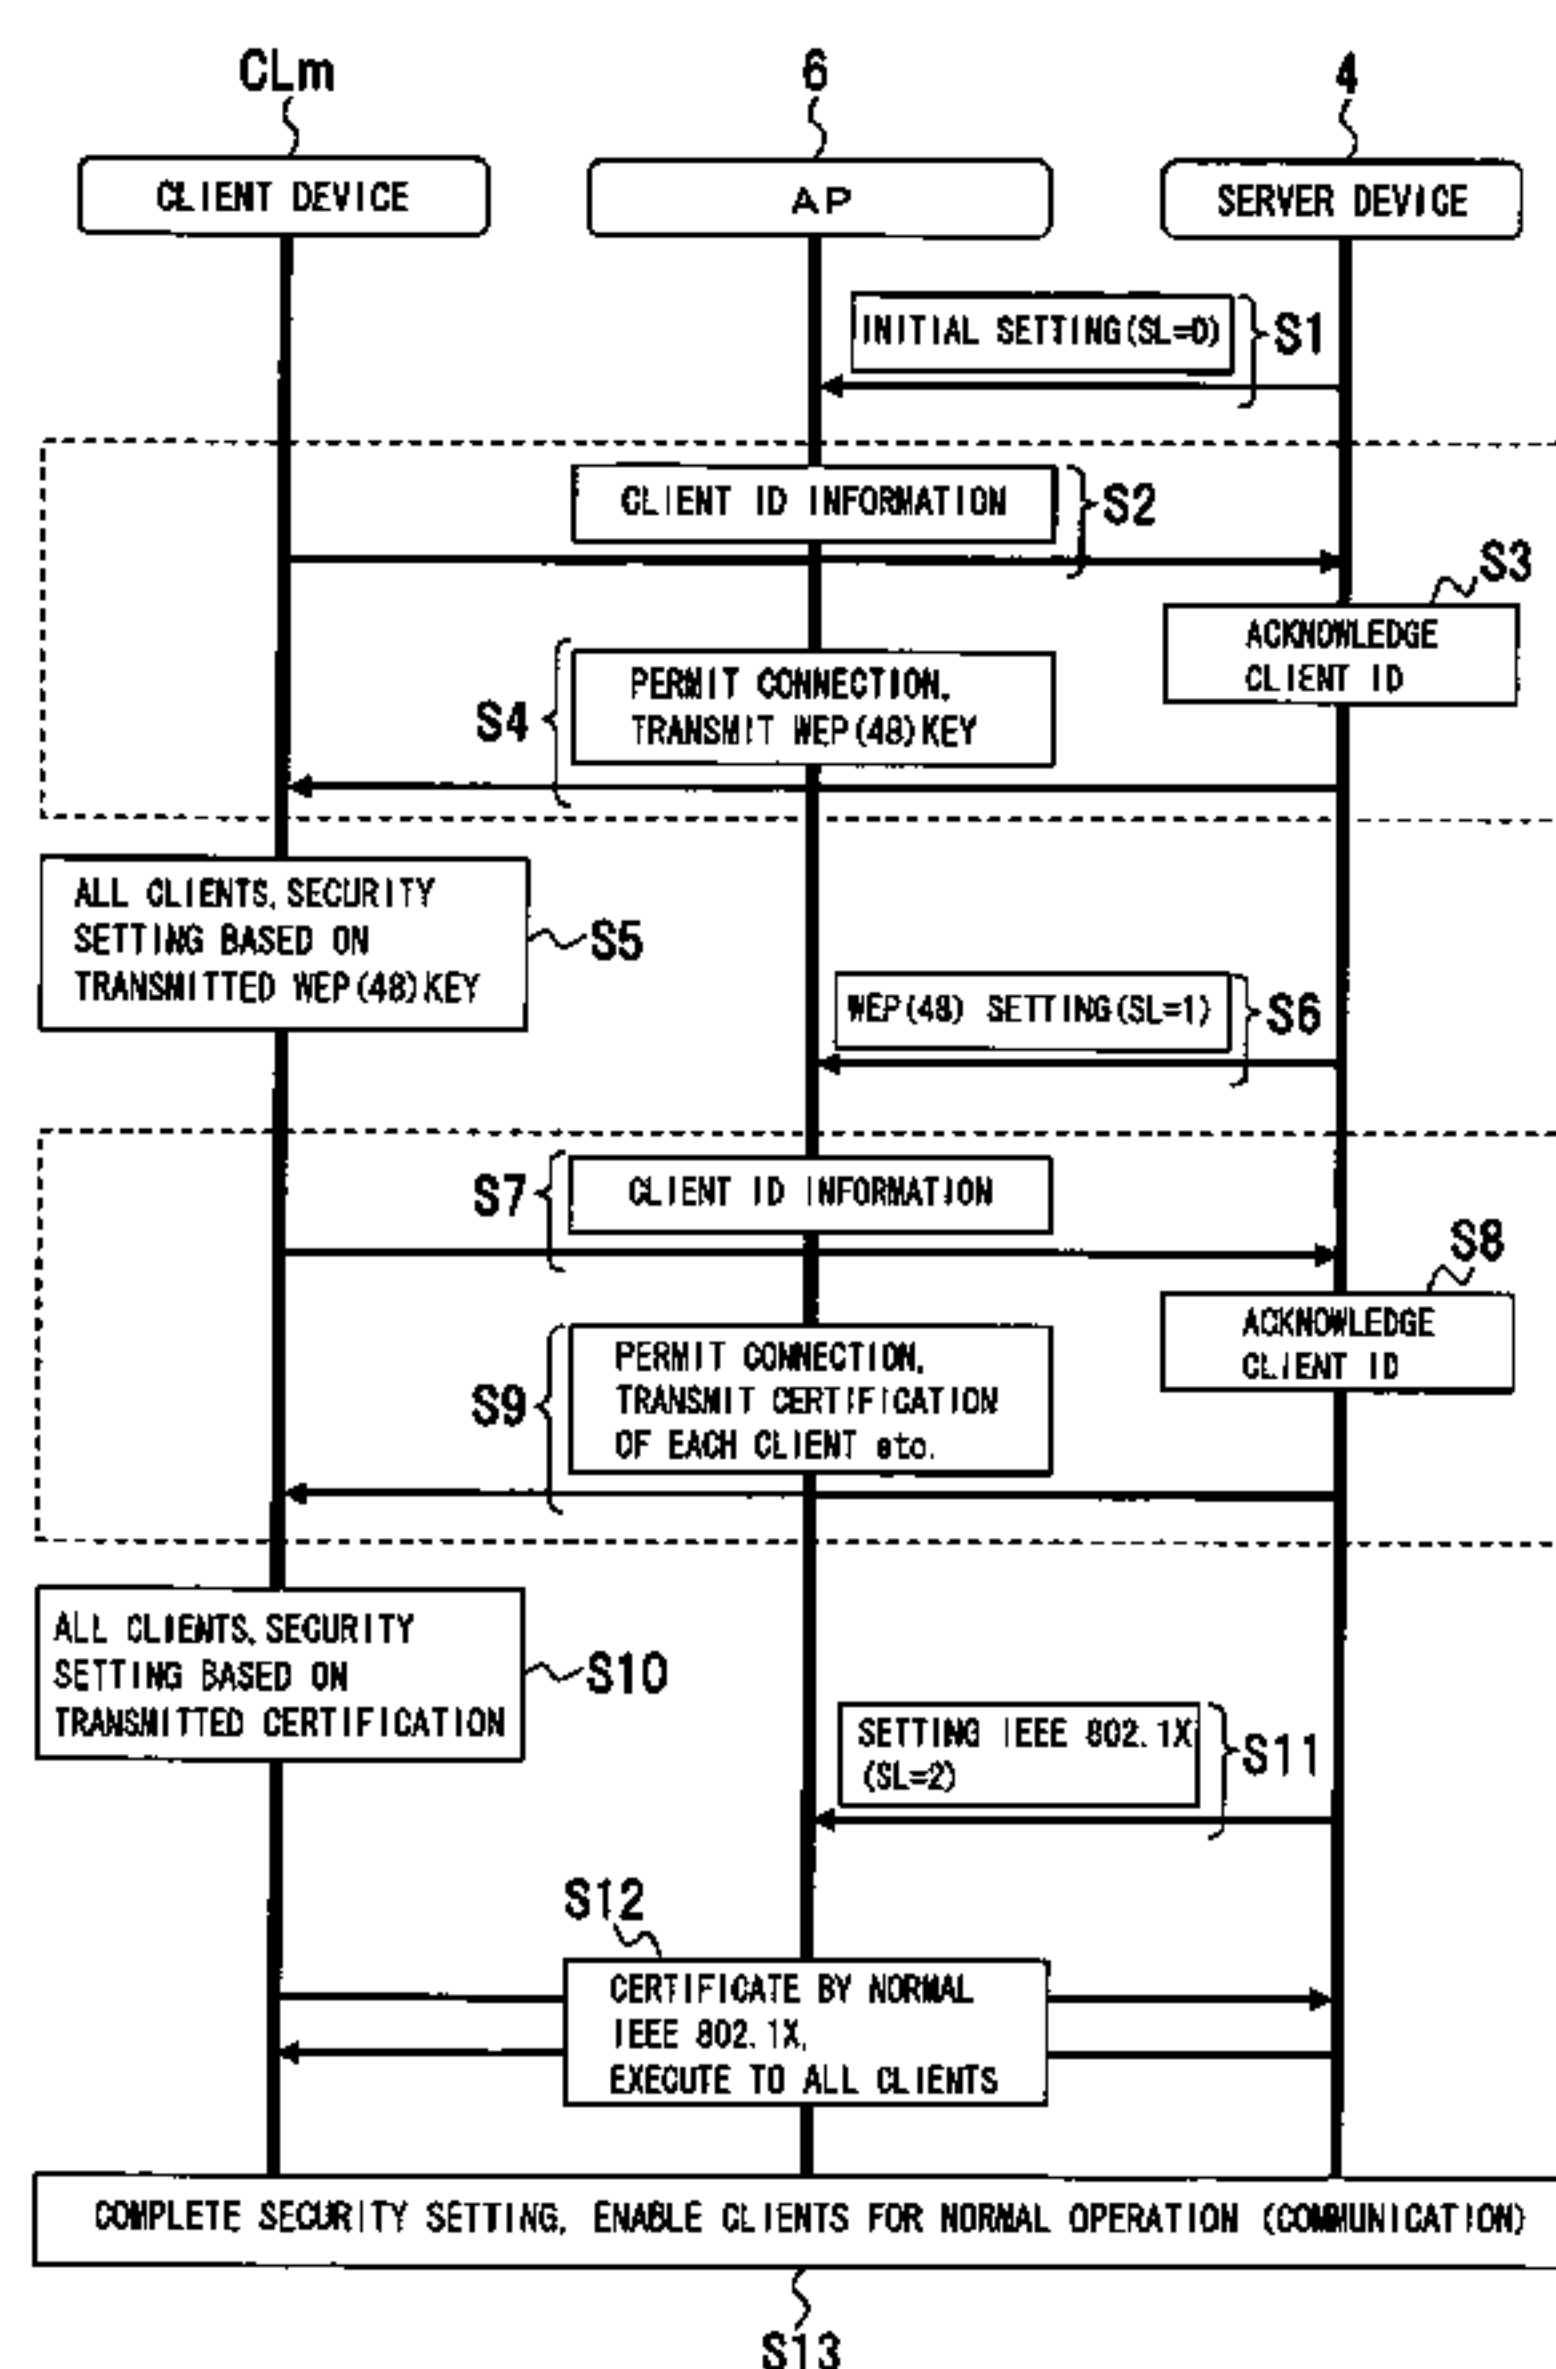 CLm
6
4
CLIENT DEVICE
AP
SERVER DEVICE
INITIAL SETTING(SL=0)
S1
CLIENT ID INFORMATION
S2
S3
ACKNOWLEDGE
CLIENT ID
S4
PERMIT CONNECTION,
TRANSMIT WEP(48)KEY
ALL CLIENTS,SECURITY
SETTING BASED ON
TRANSMITTED WEP(48)KEY
S5
WEP(48) SETTING(SL=1)
S6
S7
CLIENT ID INFORMATION
S8
ACKNOWLEDGE
CLIENT ID
S9
PERMIT CONNECTION,
TRANSMIT CERTIFICATION
OF EACH CLIENT etc.
ALL CLIENTS,SECURITY
SETTING BASED ON
TRANSMITTED CERTIFICATION
S10
SETTING IEEE 802.1X
(SL=2)
S11
S12
CERTIFICATE BY NORMAL
IEEE 802.1X,
EXECUTE TO ALL CLIENTS
COMPLETE SECURITY SETTING, ENABLE CLIENTS FOR NORMAL OPERATION (COMMUNICATION)
S13